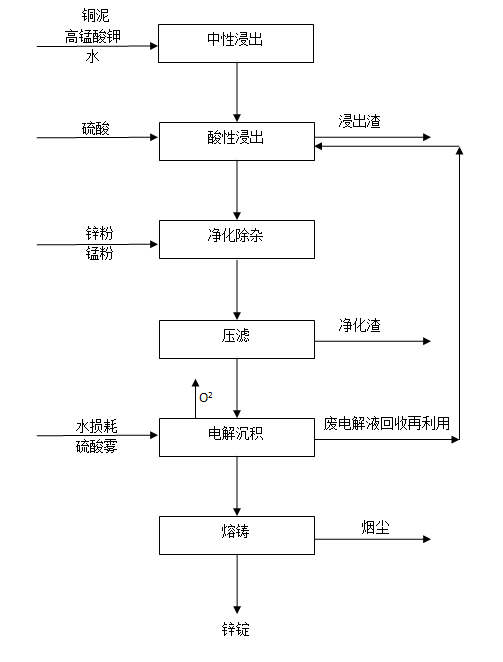 铜泥
高锰酸钾
水
中性浸出
硫酸
酸性浸出
浸出渣
锌粉
锰粉
净化除杂
压滤
净化渣
O²
水损耗
硫酸雾
电解沉积
废电解液回收再利用
熔铸
烟尘
锌锭